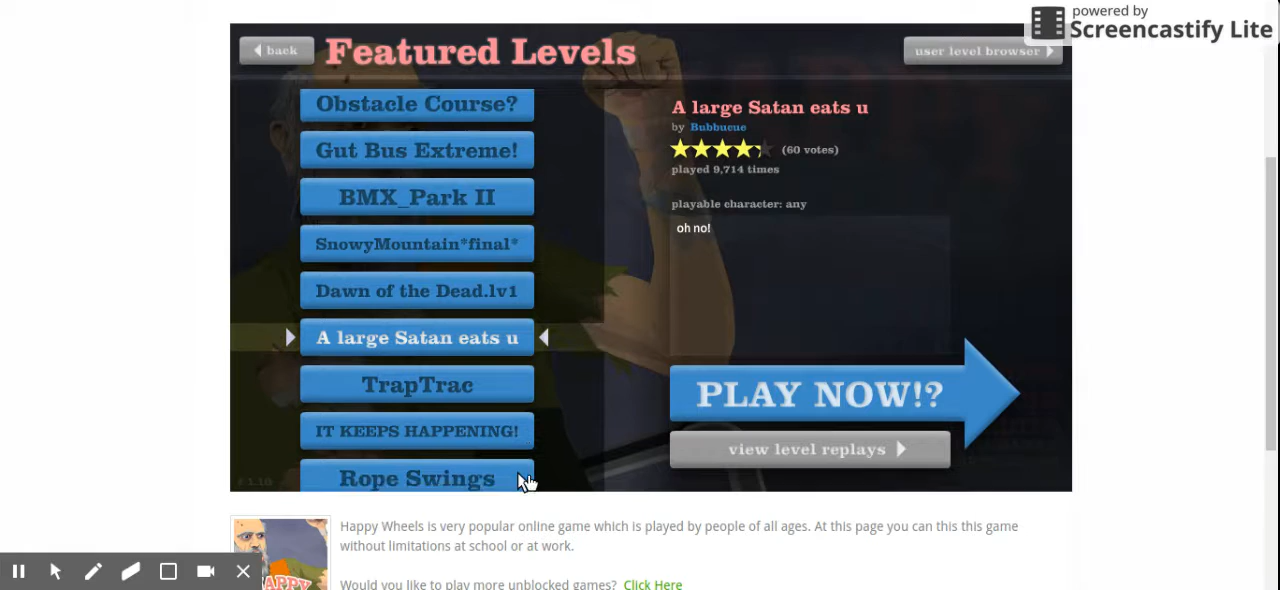 powered by
Screencastify Lite
back
Featured Levels
user level browser
Obstacle Course?
Gut Bus Extreme!
BMX_Park II
SnowyMountain*final*
Dawn of the Dead.lv1
A large Satan eats u
TrapTrac
IT KEEPS HAPPENING!
Rope Swings
A large Satan eats u
by Bubbucue
(60 votes)
played 9,714 times
playable character: any
oh no!
PLAY NOW!?
view level replays
Happy Wheels is very popular online game which is played by people of all ages. At this page you can this this game
without limitations at school or at work.
Would you like to play more unblocked games? Click Here